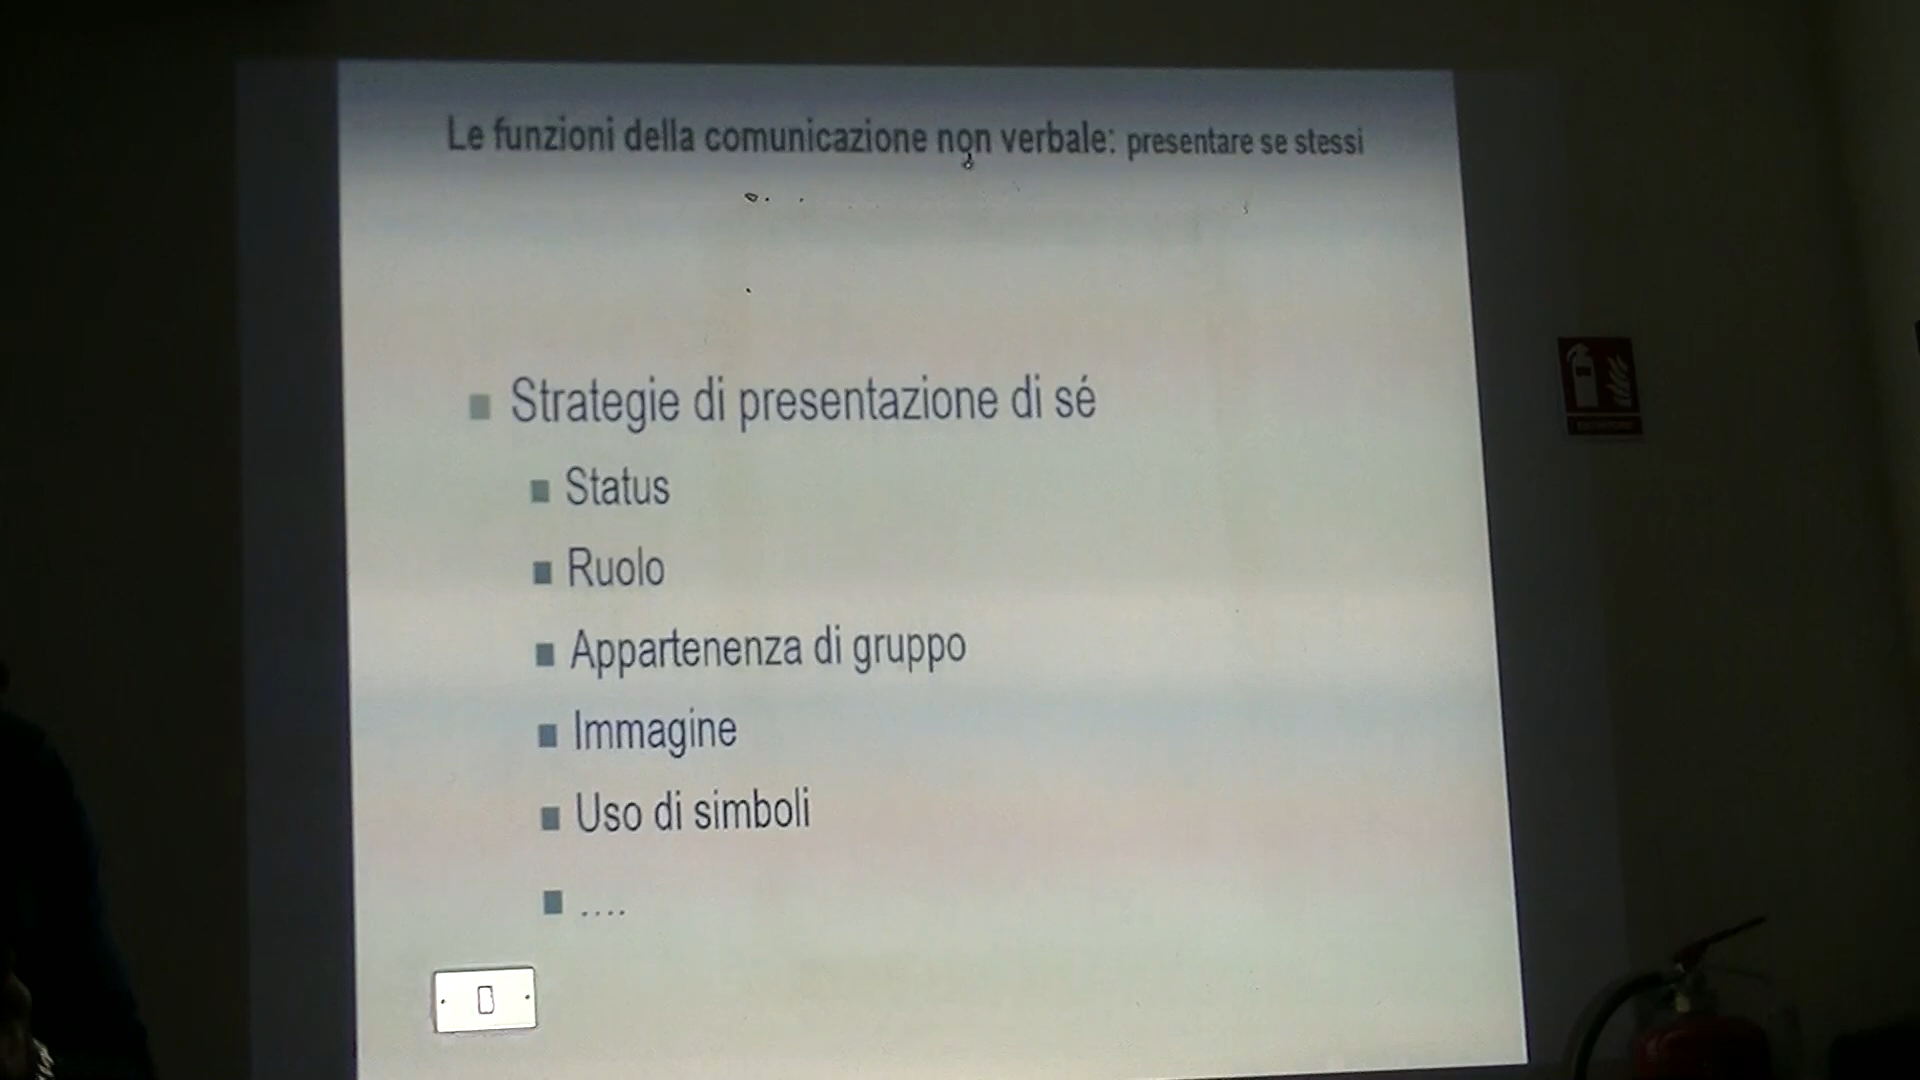 Le funzioni della comunicazione non verbale: presentare se stessi
Strategie di presentazione di sé
Status
Ruolo
Appartenenza di gruppo
Immagine
Uso di simboli
....